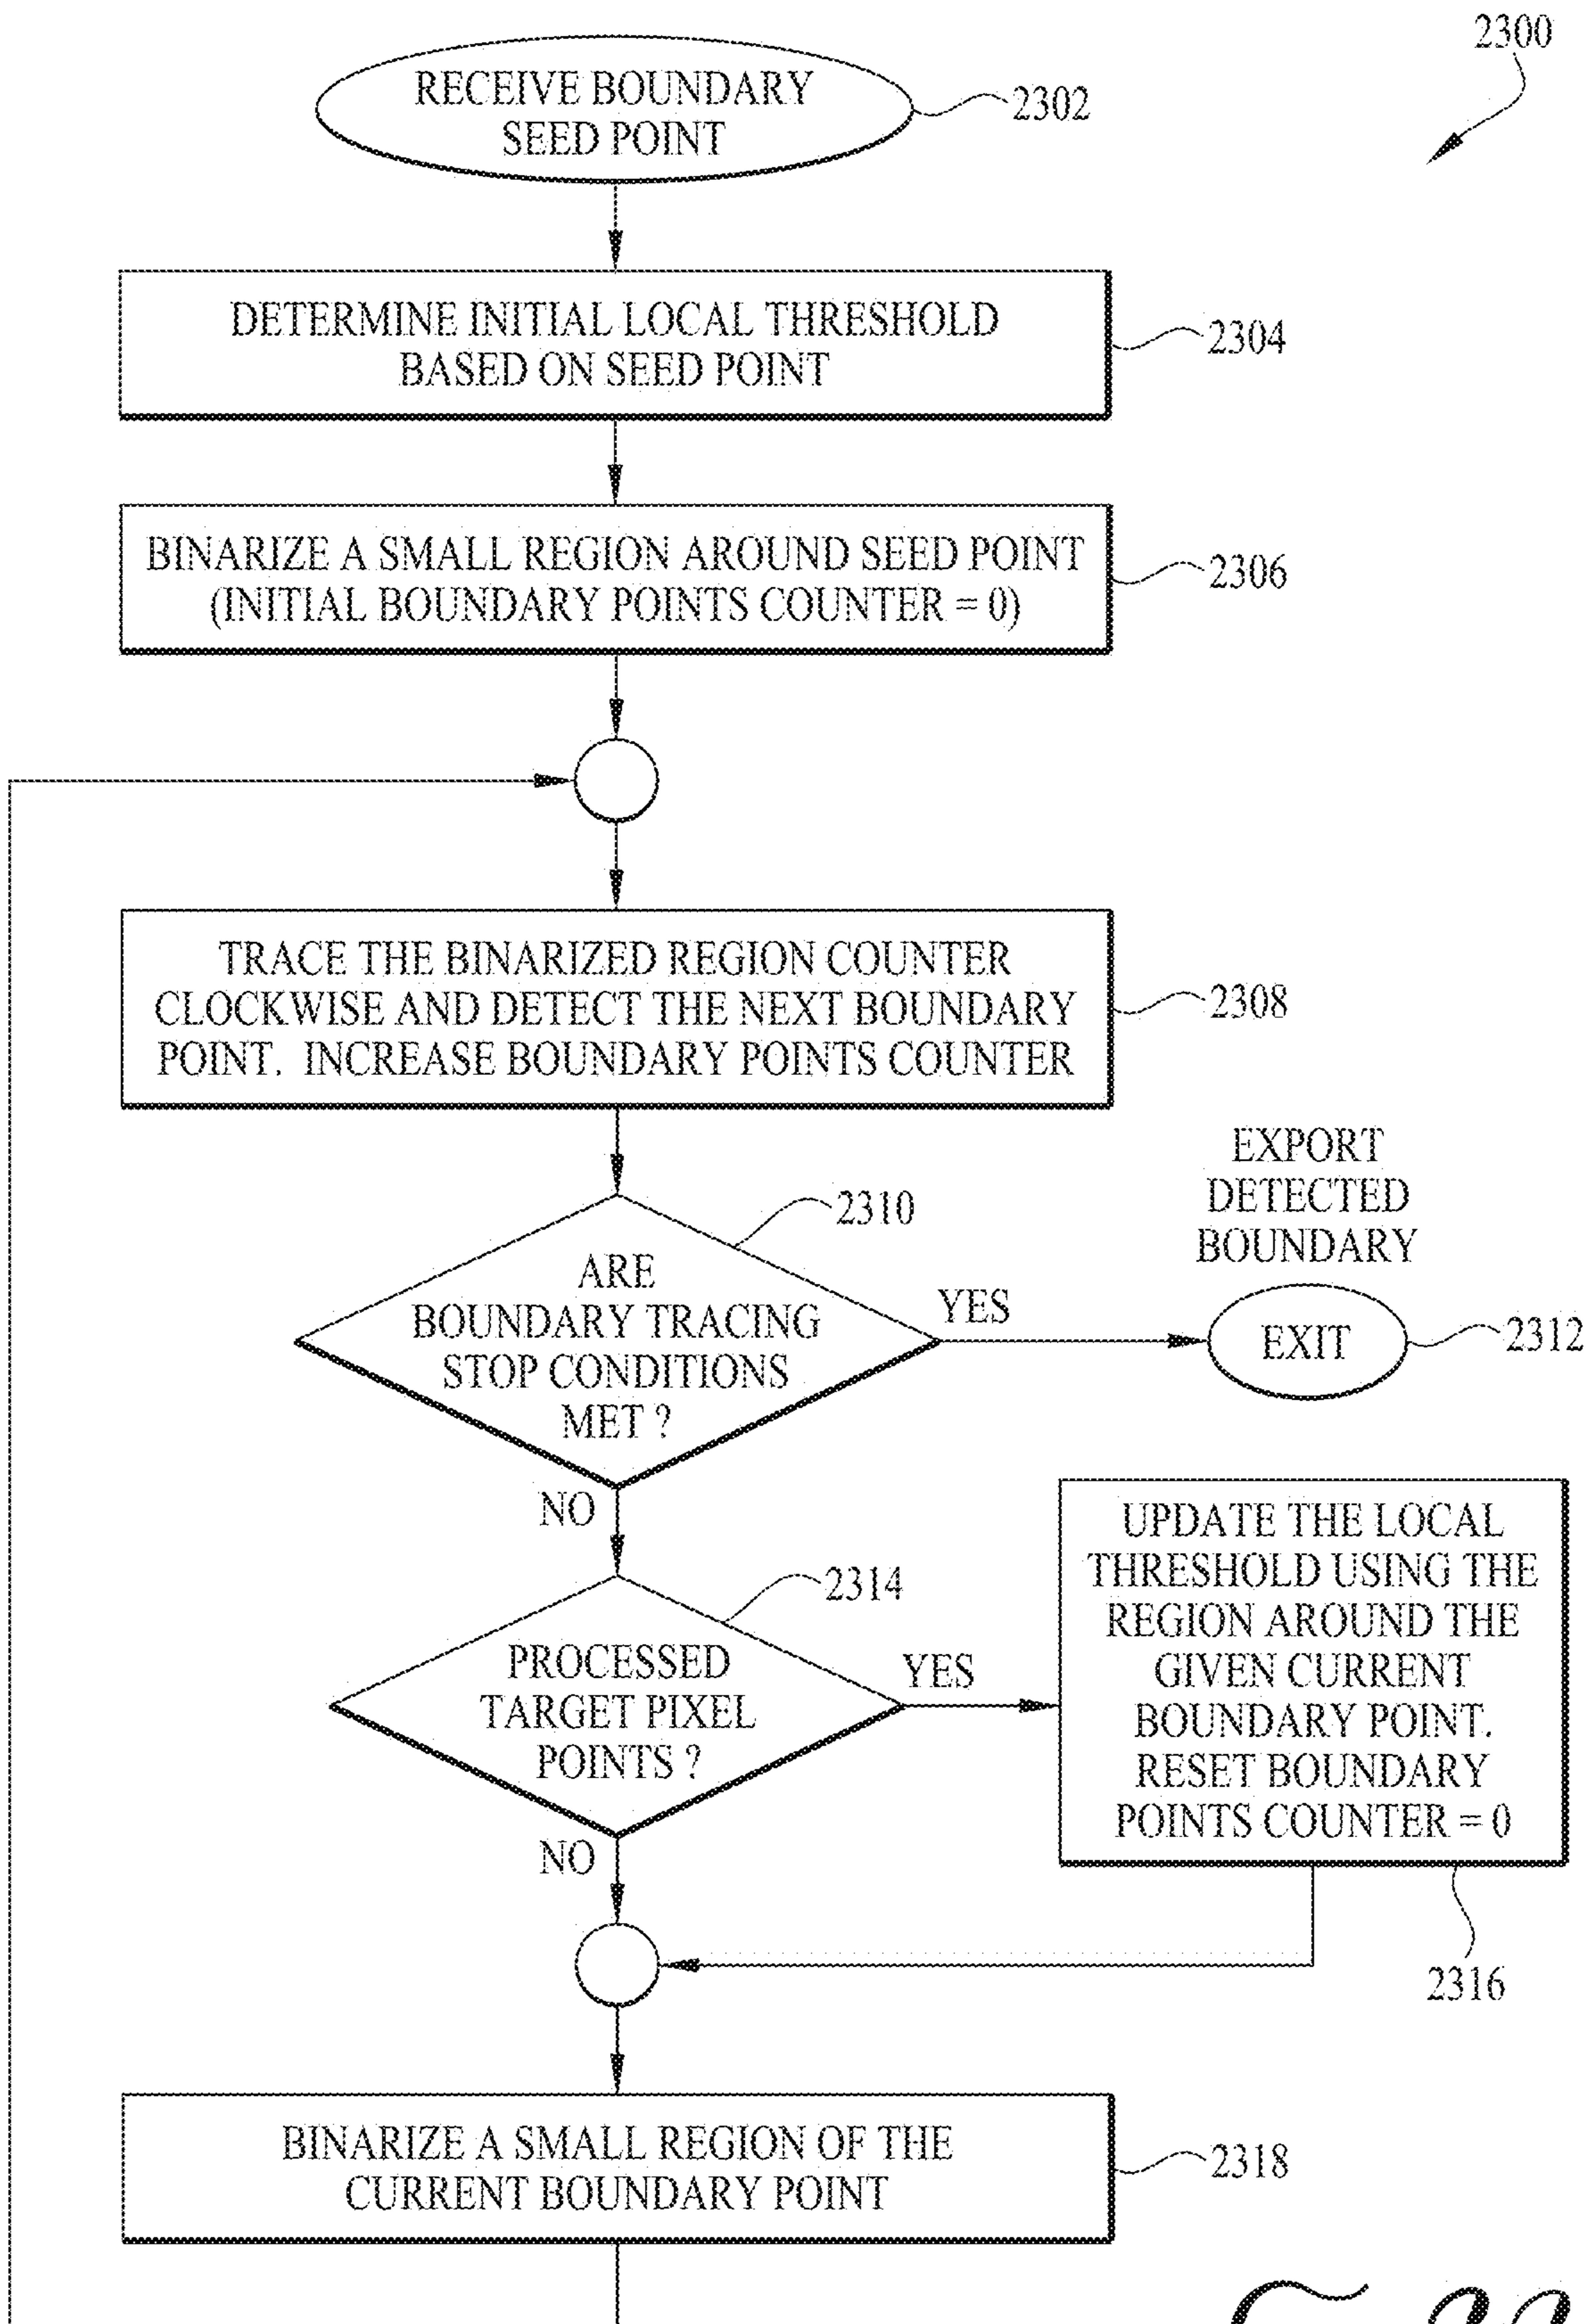 2300
RECEIVE BOUNDARY
SEED POINT
2302
DETERMINE INITIAL LOCAL THRESHOLD
BASED ON SEED POINT
2304
BINARIZE A SMALL REGION AROUND SEED POINT
(INITIAL BOUNDARY POINTS COUNTER = 0)
2306
TRACE THE BINARIZED REGION COUNTER
CLOCKWISE AND DETECT THE NEXT BOUNDARY
POINT. INCREASE BOUNDARY POINTS COUNTER
2308
EXPORT
DETECTED
BOUNDARY
2310
ARE
BOUNDARY TRACING
STOP CONDITIONS
MET ?
YES
EXIT
2312
NO
2314
PROCESSED
TARGET PIXEL
POINTS ?
YES
UPDATE THE LOCAL
THRESHOLD USING THE
REGION AROUND THE
GIVEN CURRENT
BOUNDARY POINT.
RESET BOUNDARY
POINTS COUNTER = 0
NO
2316
BINARIZE A SMALL REGION OF THE
CURRENT BOUNDARY POINT
2318